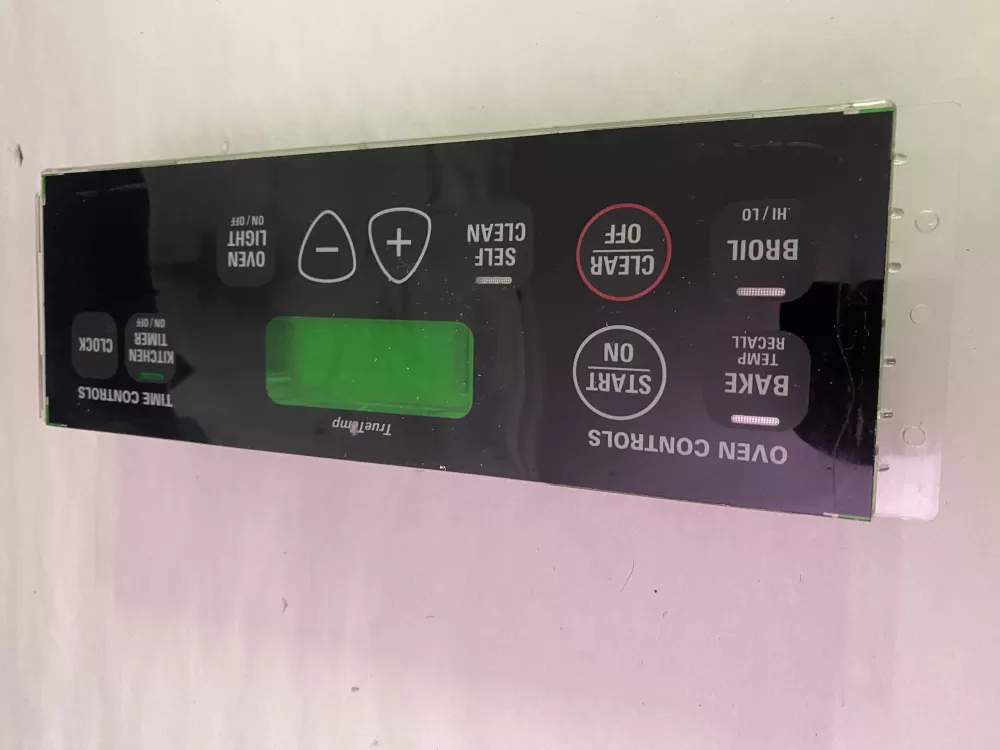 OVEN CONTROLS
BAKE
TEMP
RECALL
START
ON
BROIL
HI / LO
CLEAR
OFF
TrueTemp
SELF
CLEAN
+
−
TIME CONTROLS
KITCHEN
TIMER
ON / OFF
CLOCK
OVEN
LIGHT
ON / OFF